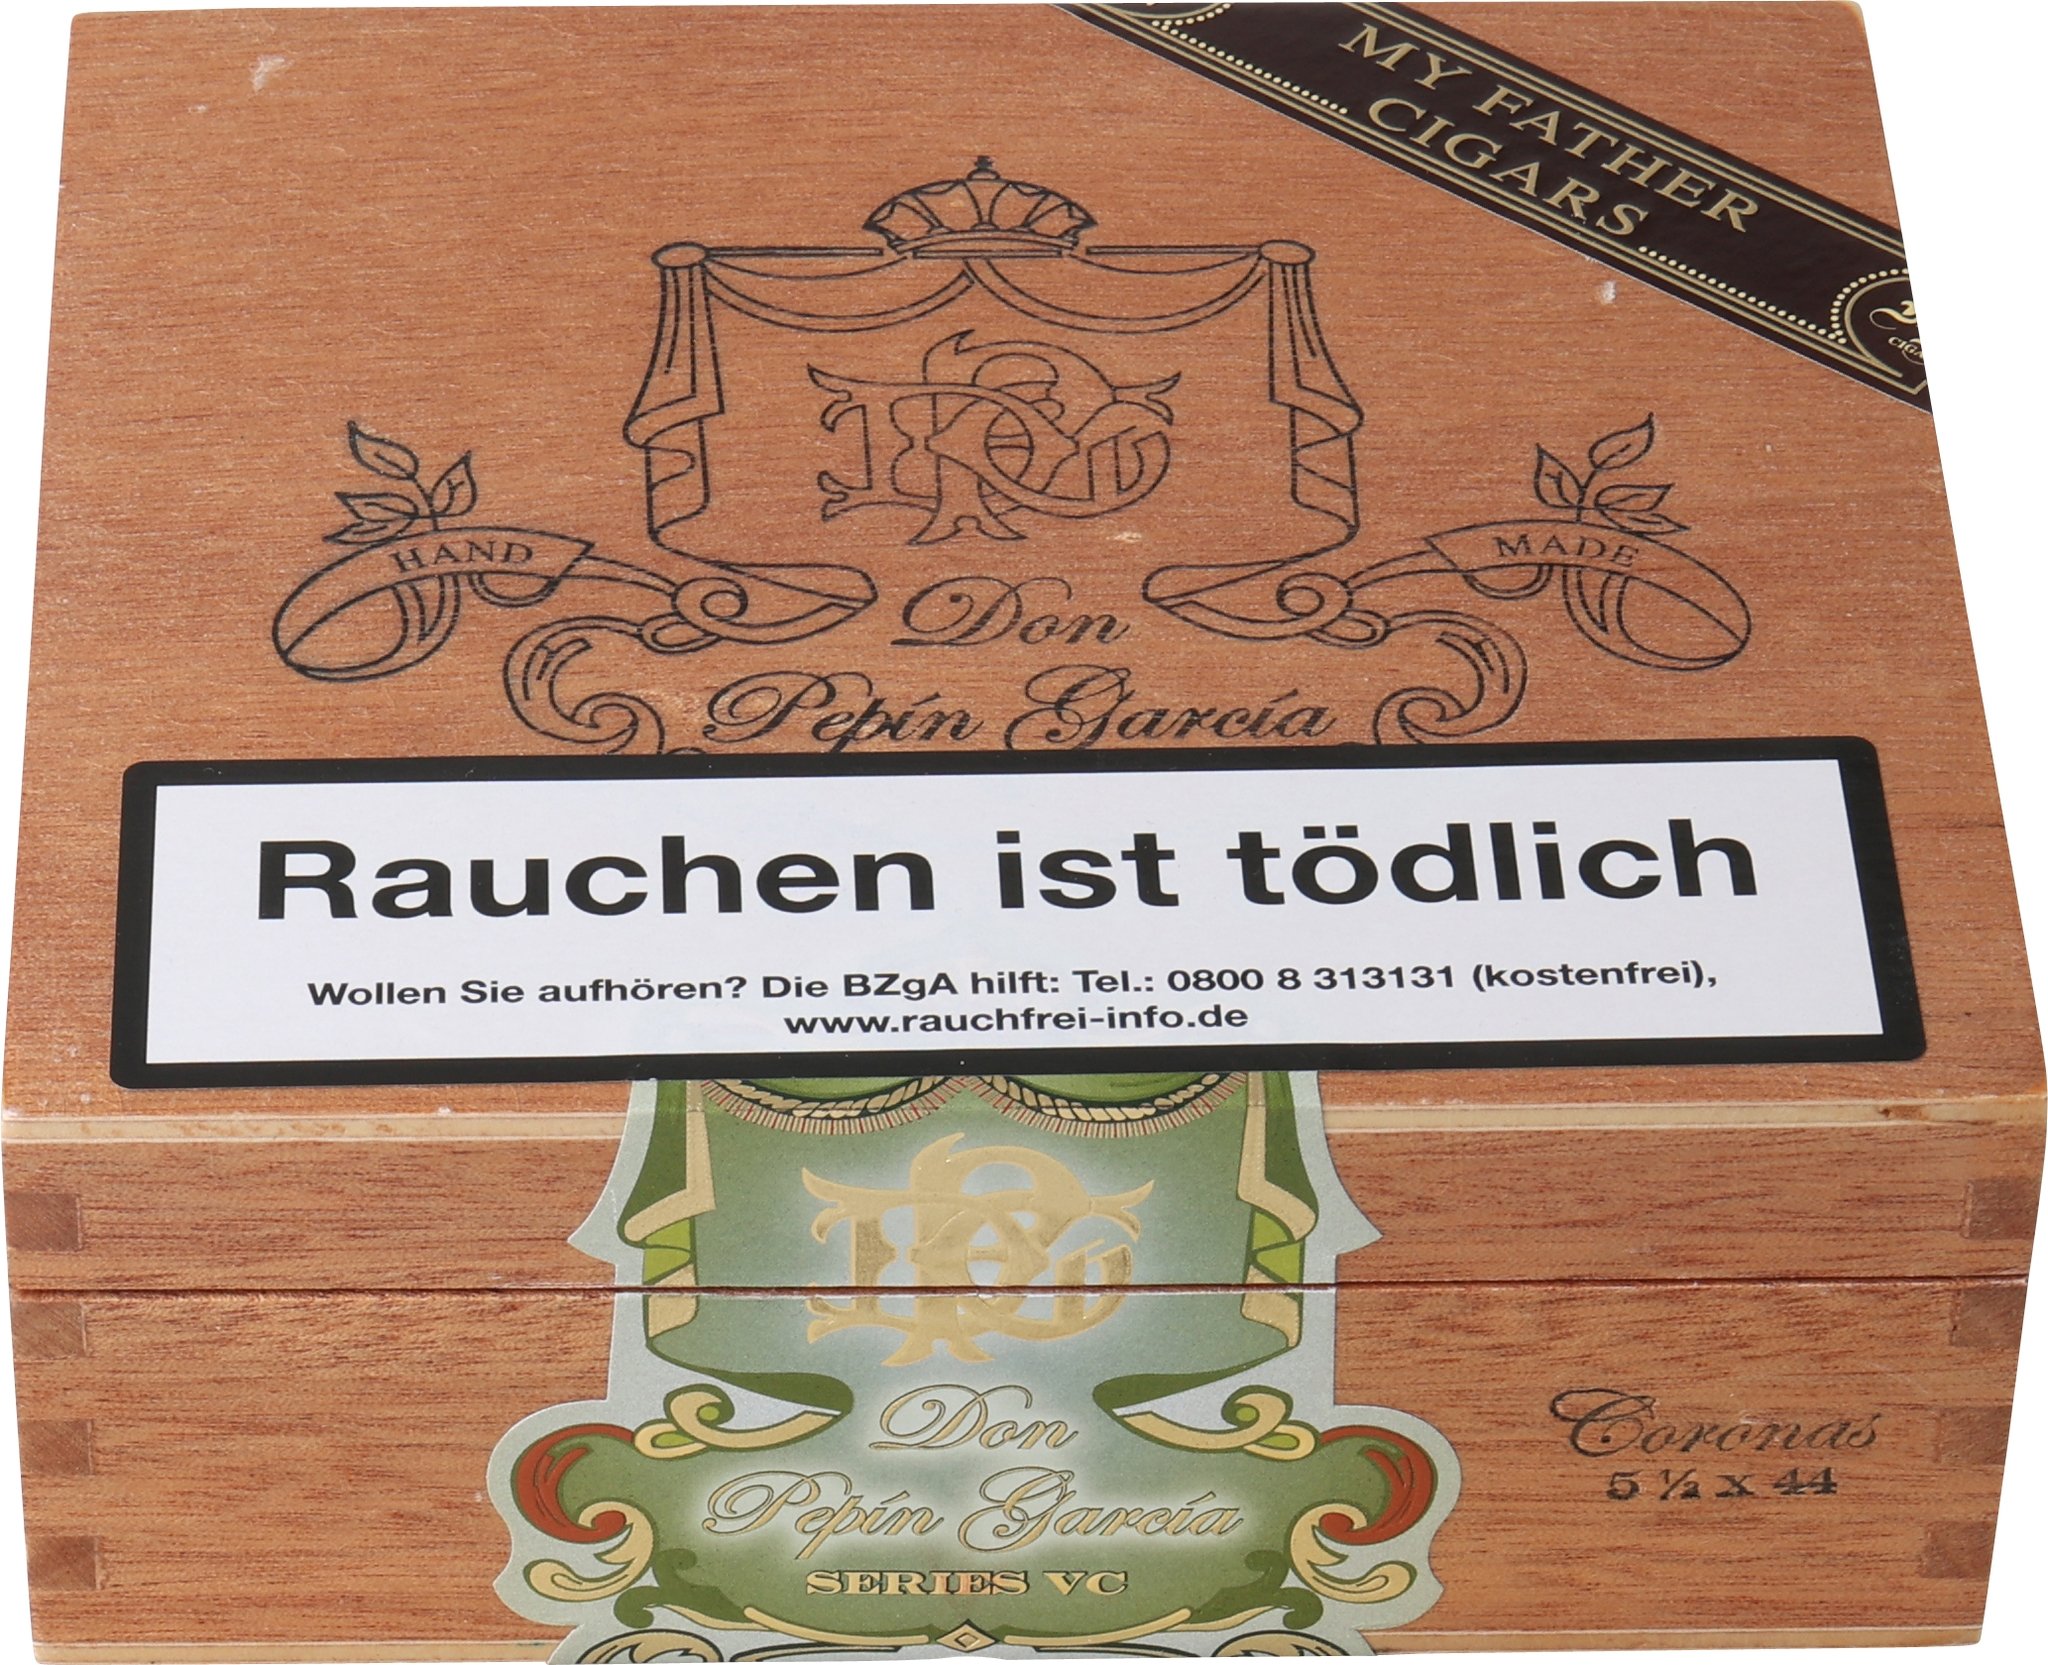 MY FATHER
CIGARS
HAND
MADE
Don
Pepín García
Rauchen ist tödlich
Wollen Sie aufhören? Die BZgA hilft: Tel.: 0800 8 313131 (kostenfrei),
www.rauchfrei-info.de
Don
Pepín García
SERIES VC
Coronas
5 ½ x 44